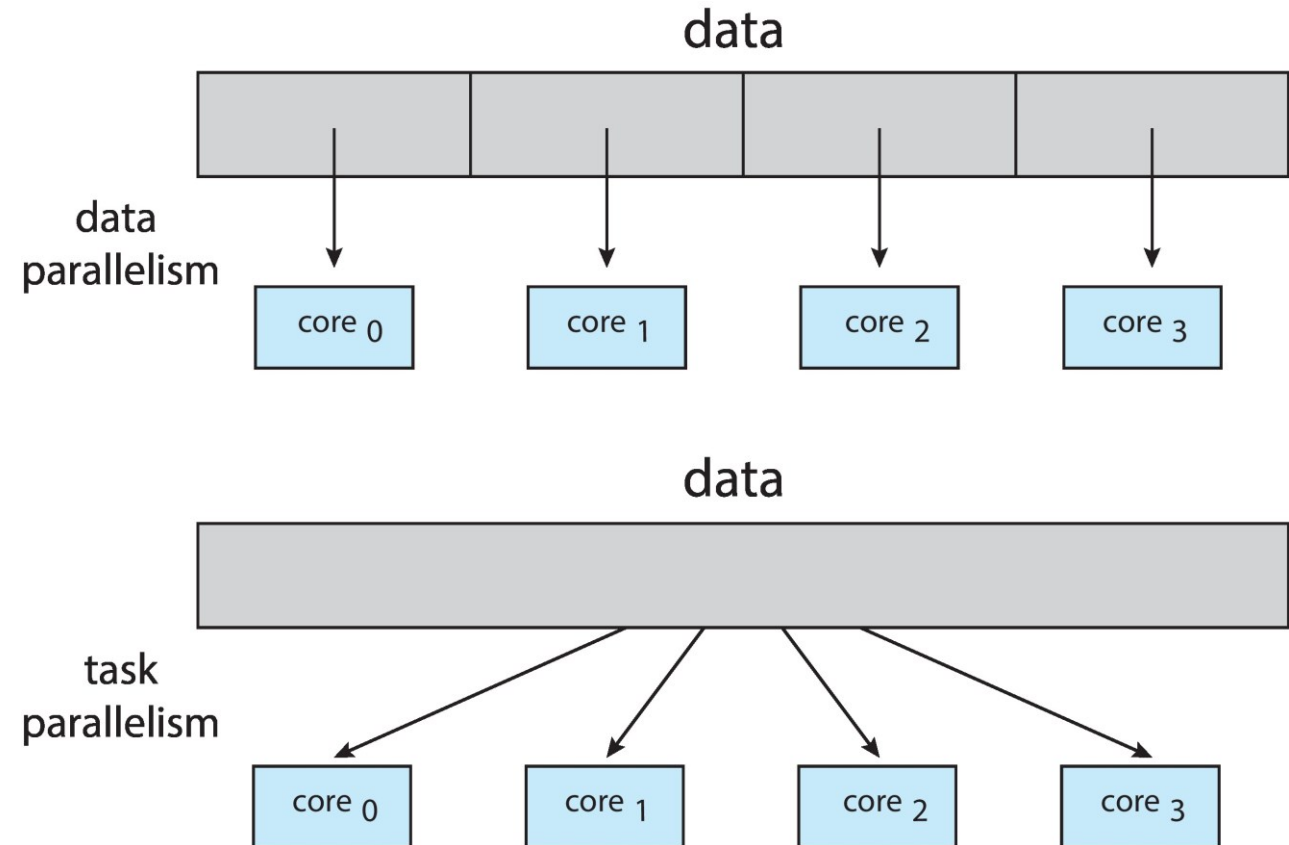 data
data
parallelism
core 0
core 1
core 2
core 3
data
task
parallelism
core 0
core 1
core 2
core 3